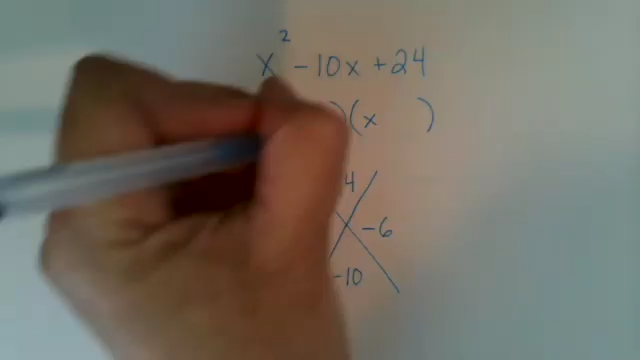 x² - 10x + 24
) (x )
4
-6
-10